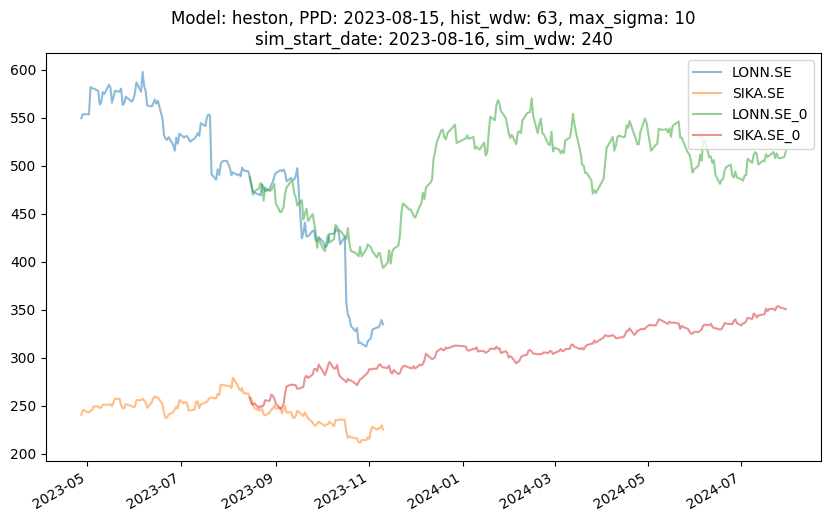 Model: heston, PPD: 2023-08-15, hist_wdw: 63, max_sigma: 10
sim_start_date: 2023-08-16, sim_wdw: 240
600
550
500
450
400
350
300
250
200
LONN.SE
SIKA.SE
LONN.SE_0
SIKA.SE_0
2023-05
2023-07
2023-09
2023-11
2024-01
2024-03
2024-05
2024-07